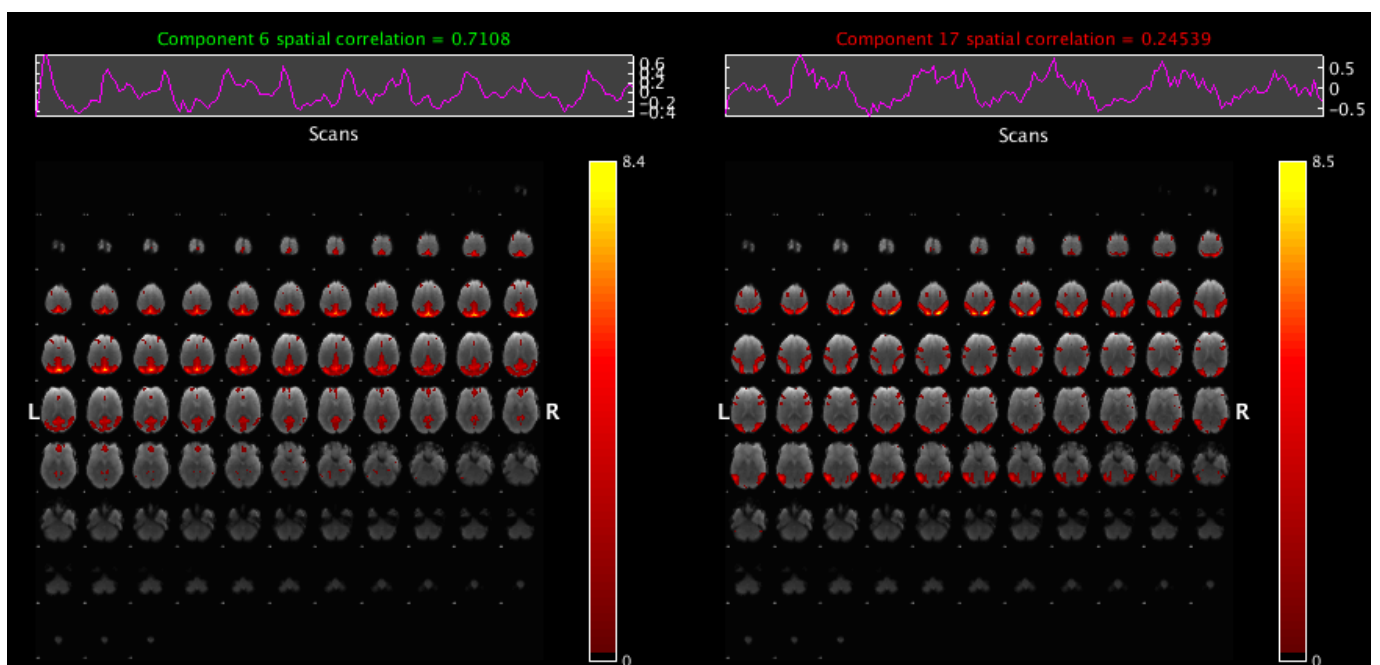 Component 6 spatial correlation = 0.7108
0.6
0.4
0.2
0
-0.2
-0.4
Scans
8.4
0
L
R
Component 17 spatial correlation = 0.24539
0.5
0
-0.5
Scans
8.5
0
L
R